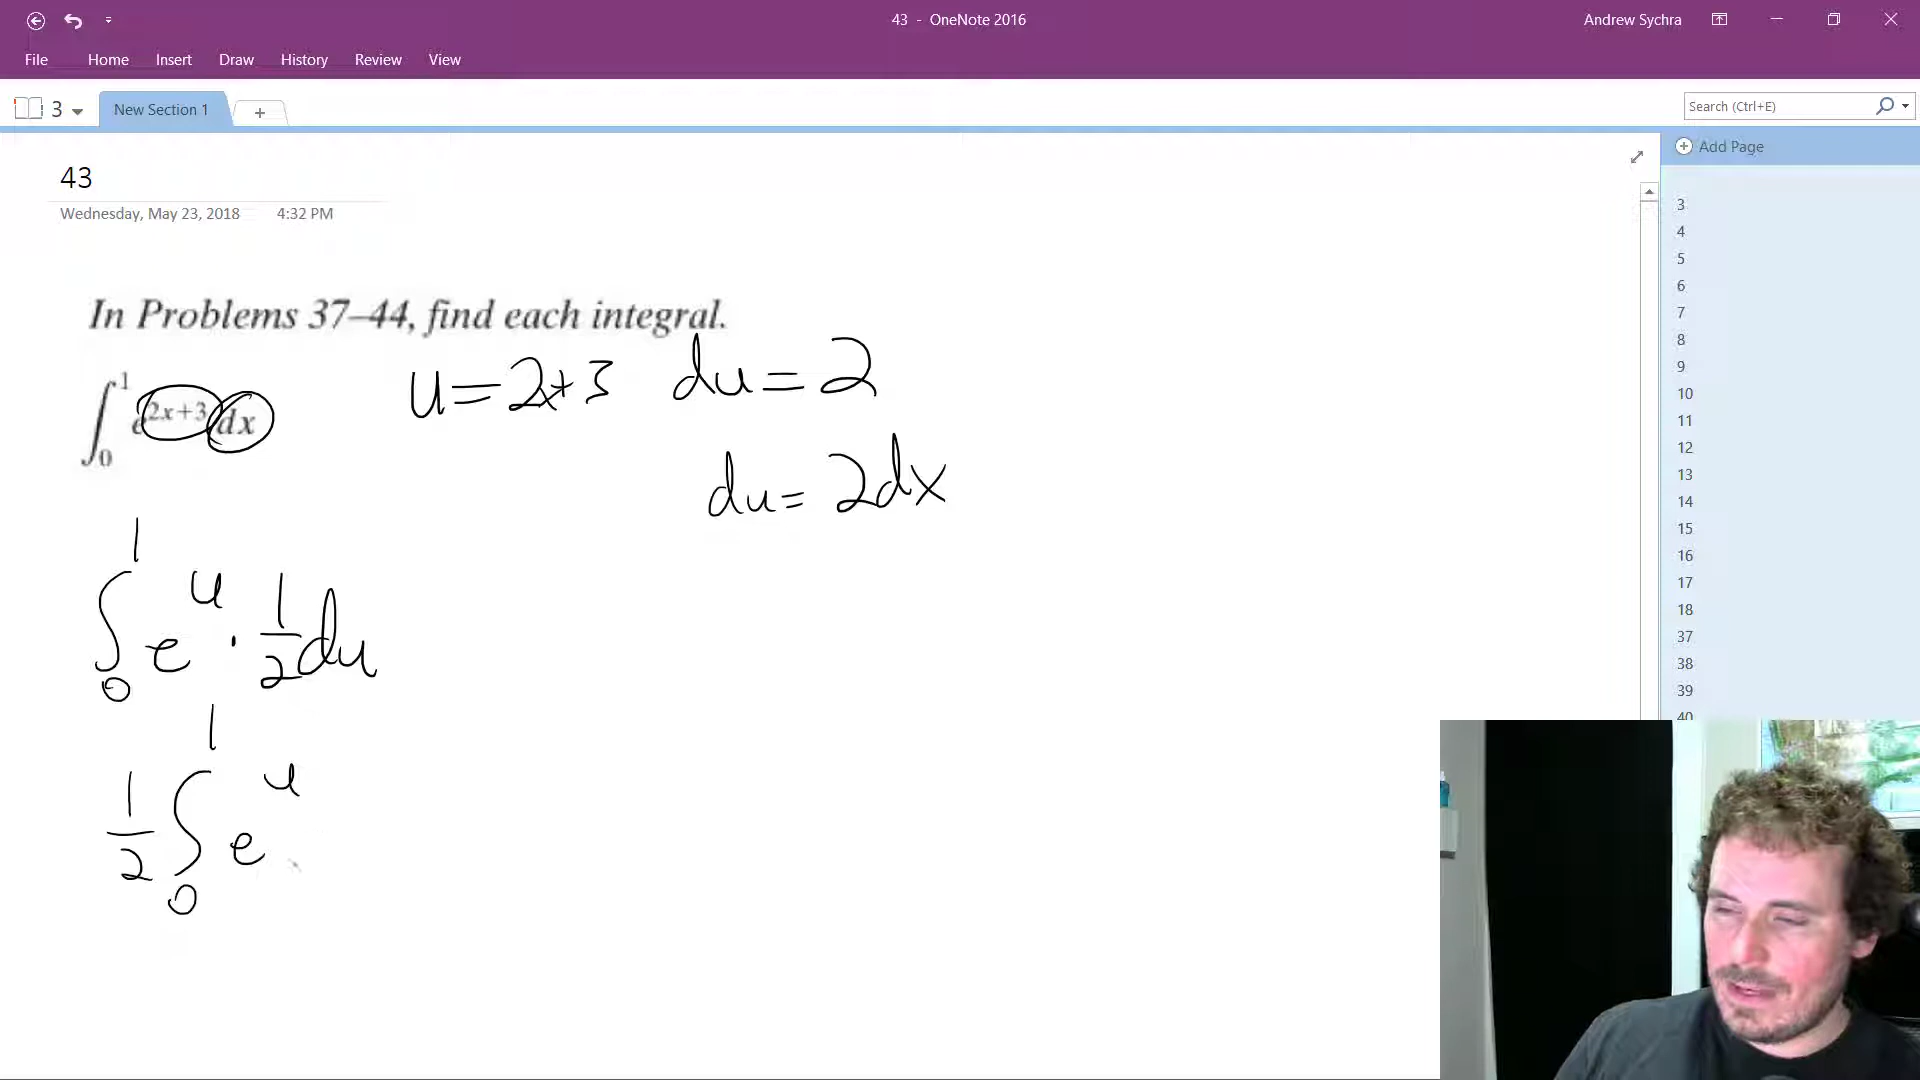 43 - OneNote 2016
Andrew Sychra
File Home Insert Draw History Review View
3 New Section 1 +
Search (Ctrl+E)
Add Page
43
Wednesday, May 23, 2018 4:32 PM
In Problems 37–44, find each integral.
∫₀¹ e^{2x+3} dx
u = 2x+3 du = 2
du = 2dx
∫₀¹ e^u · 1/2 du
1/2 ∫₀¹ e^u
3
4
5
6
7
8
9
10
11
12
13
14
15
16
17
18
37
38
39
40